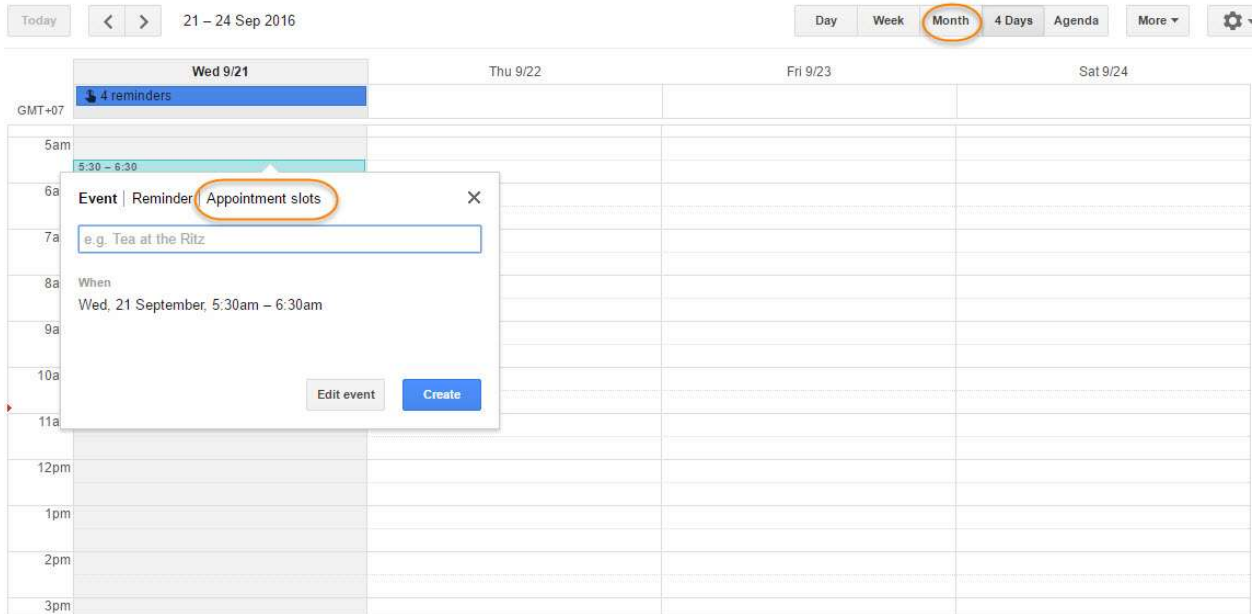 Today 21 – 24 Sep 2016 Day Week Month 4 Days Agenda More
Wed 9/21 Thu 9/22 Fri 9/23 Sat 9/24
4 reminders
GMT+07
5am
5:30 – 6:30
6a
Event | Reminder | Appointment slots
7a
e.g. Tea at the Ritz
8a
When
Wed, 21 September, 5:30am – 6:30am
9a
10a
Edit event Create
11a
12pm
1pm
2pm
3pm